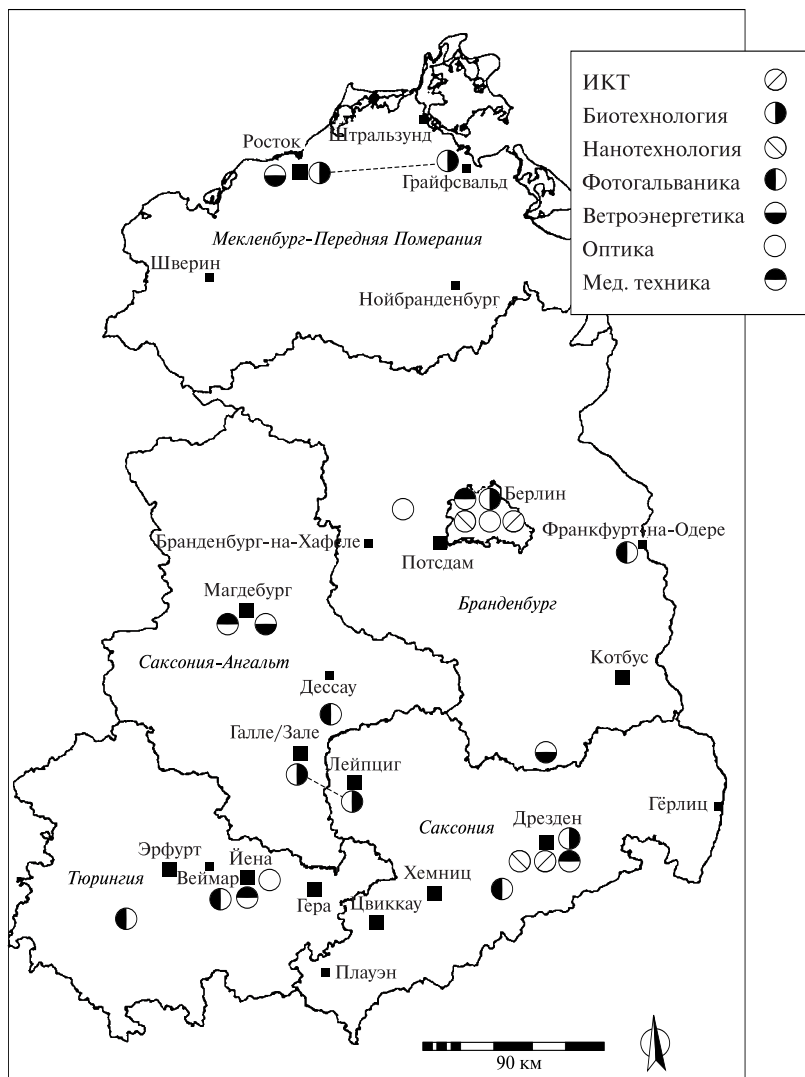 ИКТ
Биотехнология
Нанотехнология
Фотогальваника
Ветроэнергетика
Оптика
Мед. техника
Штральзунд
Росток
Грайфсвальд
Мекленбург-Передняя Померания
Шверин
Нойбранденбург
Берлин
Бранденбург-на-Хафеле
Потсдам
Франкфурт-на-Одере
Магдебург
Бранденбург
Саксония-Ангальт
Котбус
Дессау
Галле/Зале
Лейпциг
Гёрлиц
Саксония
Дрезден
Эрфурт
Йена
Тюрингия
Веймар
Гера
Хемниц
Цвиккау
Плауэн
90 км